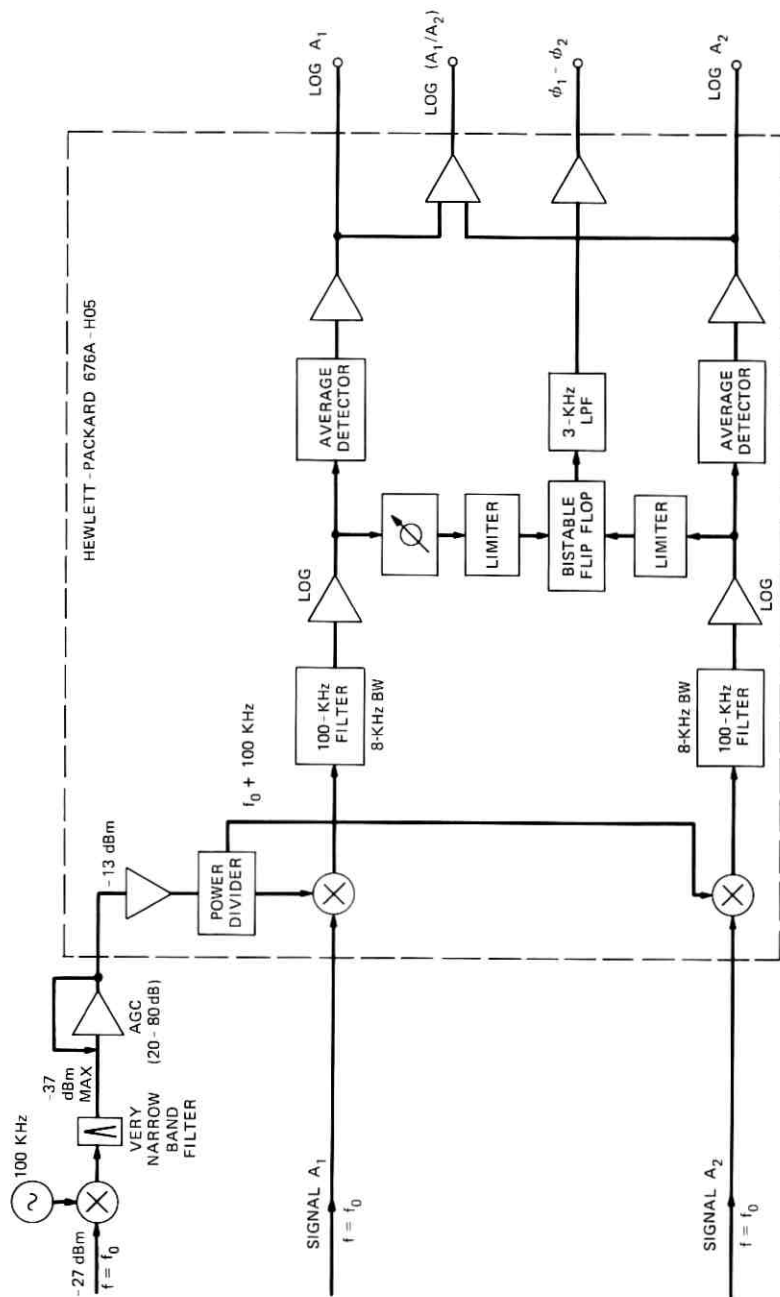 HEWLETT-PACKARD 676A-H05
100 KHz
-27 dBm
f = f₀
VERY
NARROW
BAND
FILTER
-37
dBm
MAX
AGC
(20-80 dB)
-13 dBm
POWER
DIVIDER
f₀ + 100 KHz
SIGNAL A₁
f = f₀
100-KHz
FILTER
8-KHz BW
LOG
AVERAGE
DETECTOR
LOG A₁
LOG (A₁/A₂)
LIMITER
BISTABLE
FLIP FLOP
3-KHz
LPF
ϕ₁ - ϕ₂
LIMITER
SIGNAL A₂
f = f₀
8-KHz BW
100-KHz
FILTER
LOG
AVERAGE
DETECTOR
LOG A₂